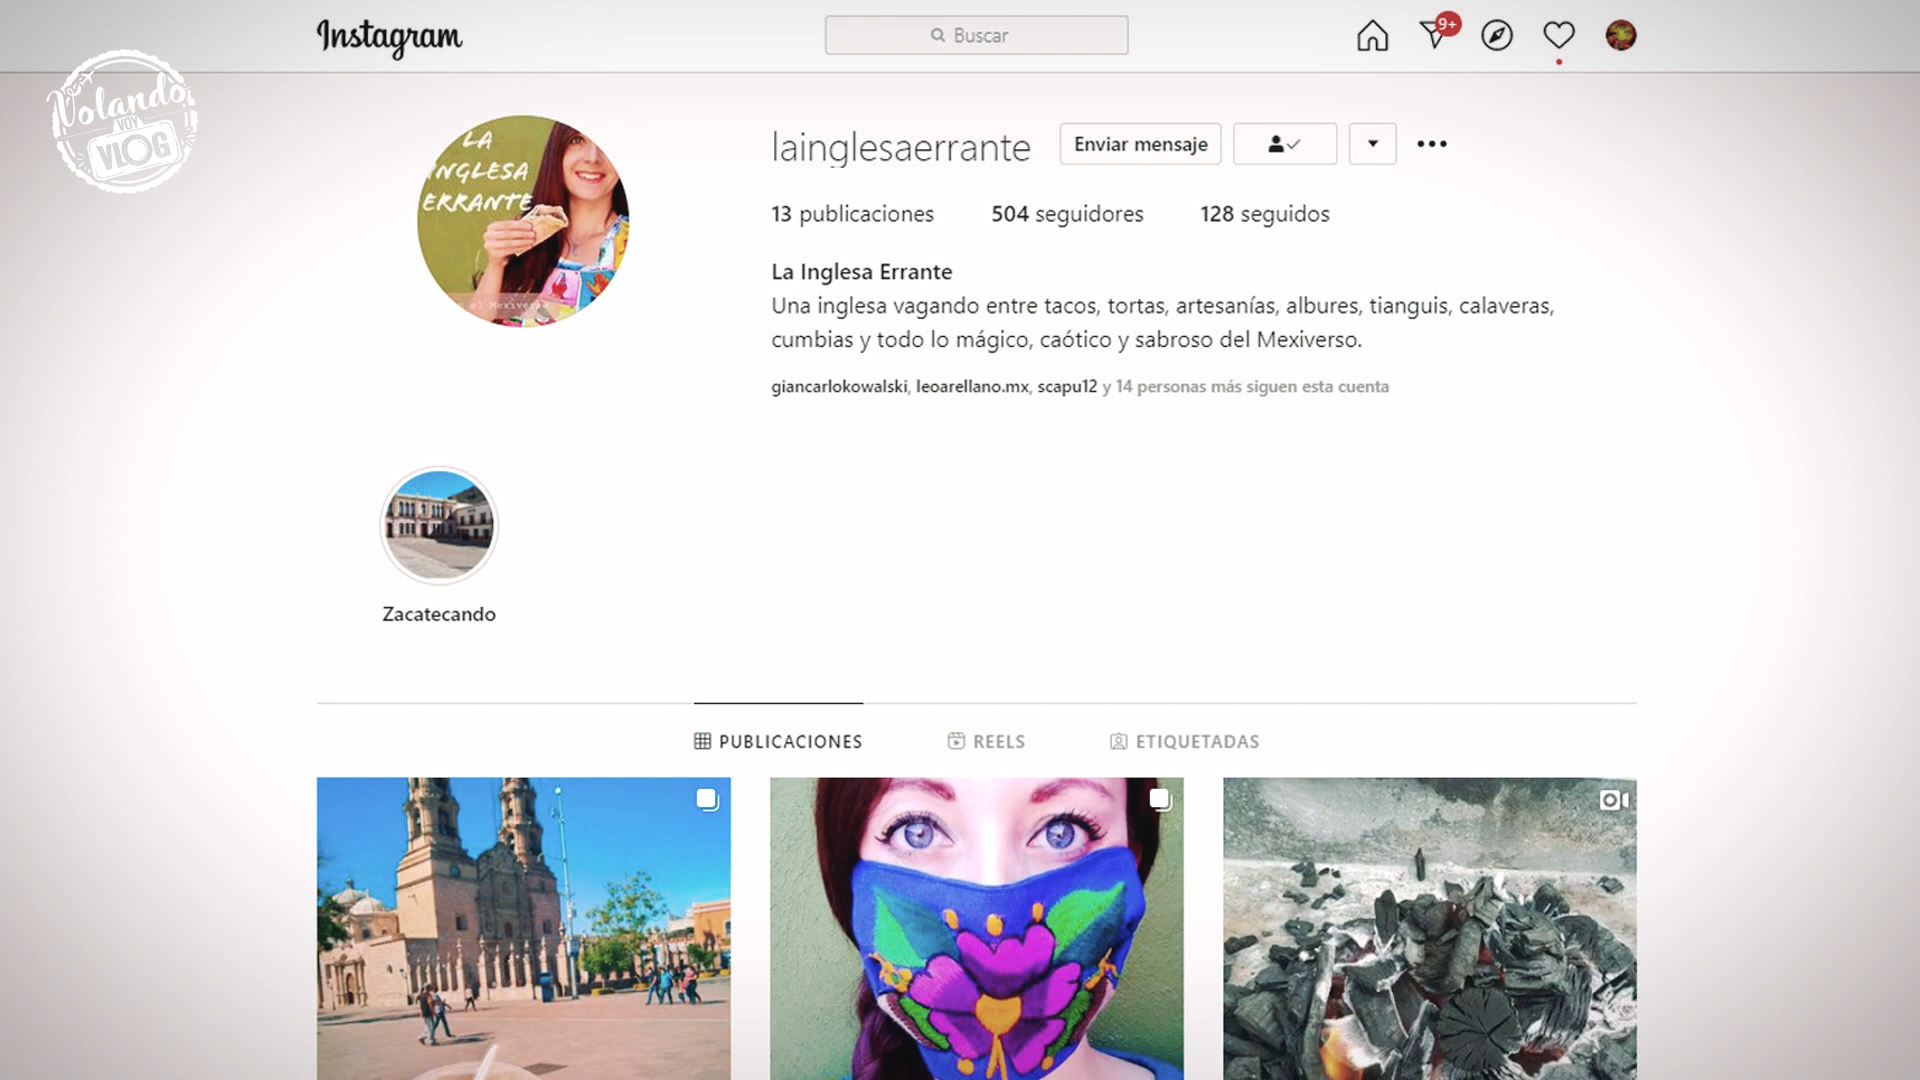 Instagram
Buscar
9+
Volando
VOY
VLOG
LA
INGLESA
ERRANTE
lainglesaerrante
Enviar mensaje
13 publicaciones 504 seguidores 128 seguidos
La Inglesa Errante
Una inglesa vagando entre tacos, tortas, artesanías, albures, tianguis, calaveras,
cumbias y todo lo mágico, caótico y sabroso del Mexiverso.
giancarlokowalski, leoarellano.mx, scapu12 y 14 personas más siguen esta cuenta
Zacatecando
PUBLICACIONES REELS ETIQUETADAS